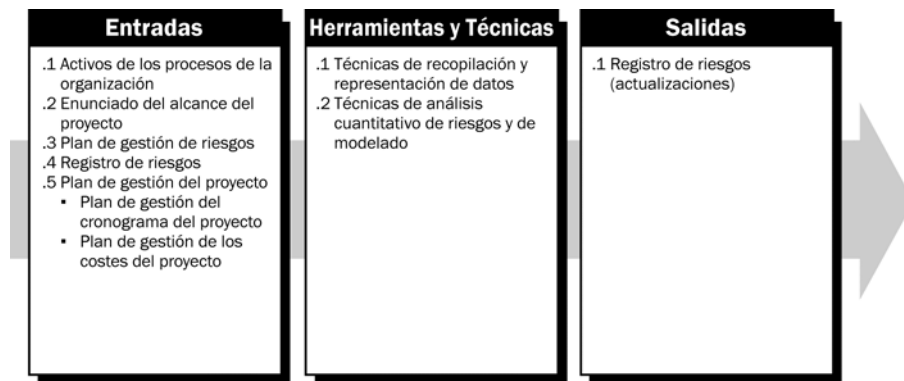 Entradas
.1 Activos de los procesos de la
organización
.2 Enunciado del alcance del
proyecto
.3 Plan de gestión de riesgos
.4 Registro de riesgos
.5 Plan de gestión del proyecto
▪ Plan de gestión del
cronograma del proyecto
▪ Plan de gestión de los
costes del proyecto
Herramientas y Técnicas
.1 Técnicas de recopilación y
representación de datos
.2 Técnicas de análisis
cuantitativo de riesgos y de
modelado
Salidas
.1 Registro de riesgos
(actualizaciones)